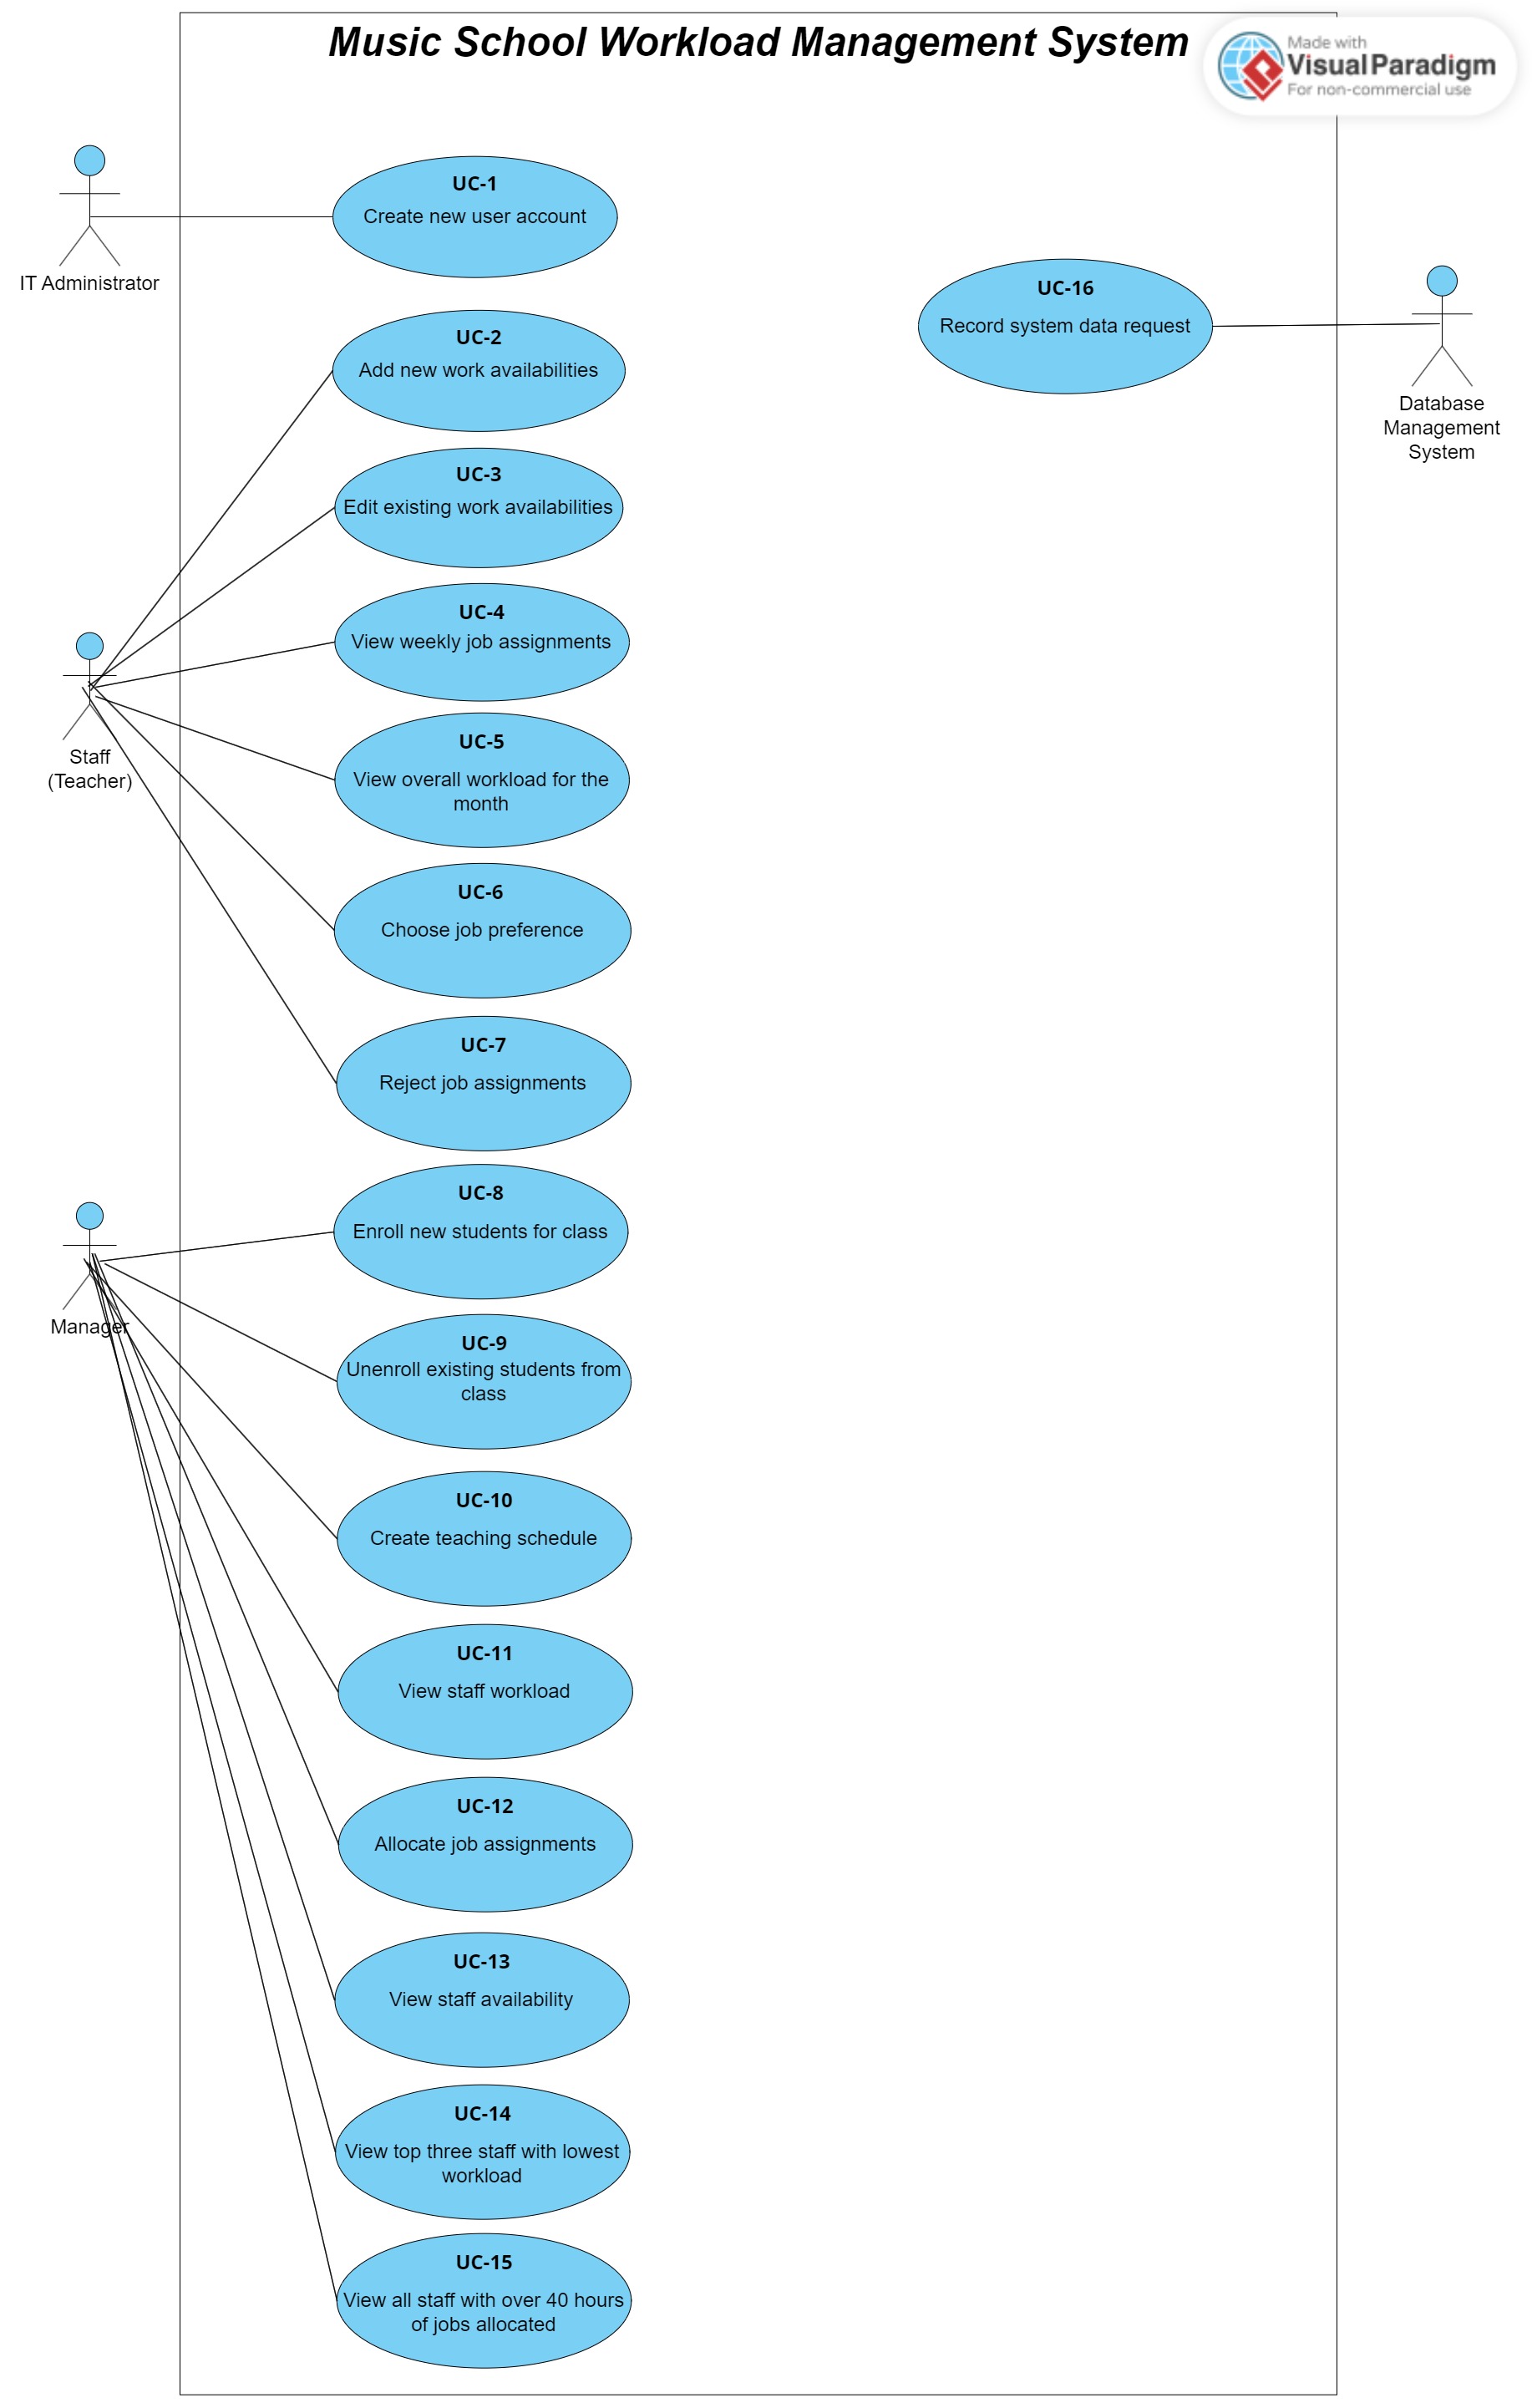 Music School Workload Management System
Made with
Visual Paradigm
For non-commercial use
IT Administrator
UC-1
Create new user account
UC-16
Record system data request
Database
Management
System
UC-2
Add new work availabilities
UC-3
Edit existing work availabilities
UC-4
View weekly job assignments
Staff
(Teacher)
UC-5
View overall workload for the
month
UC-6
Choose job preference
UC-7
Reject job assignments
UC-8
Enroll new students for class
Manager
UC-9
Unenroll existing students from
class
UC-10
Create teaching schedule
UC-11
View staff workload
UC-12
Allocate job assignments
UC-13
View staff availability
UC-14
View top three staff with lowest
workload
UC-15
View all staff with over 40 hours
of jobs allocated